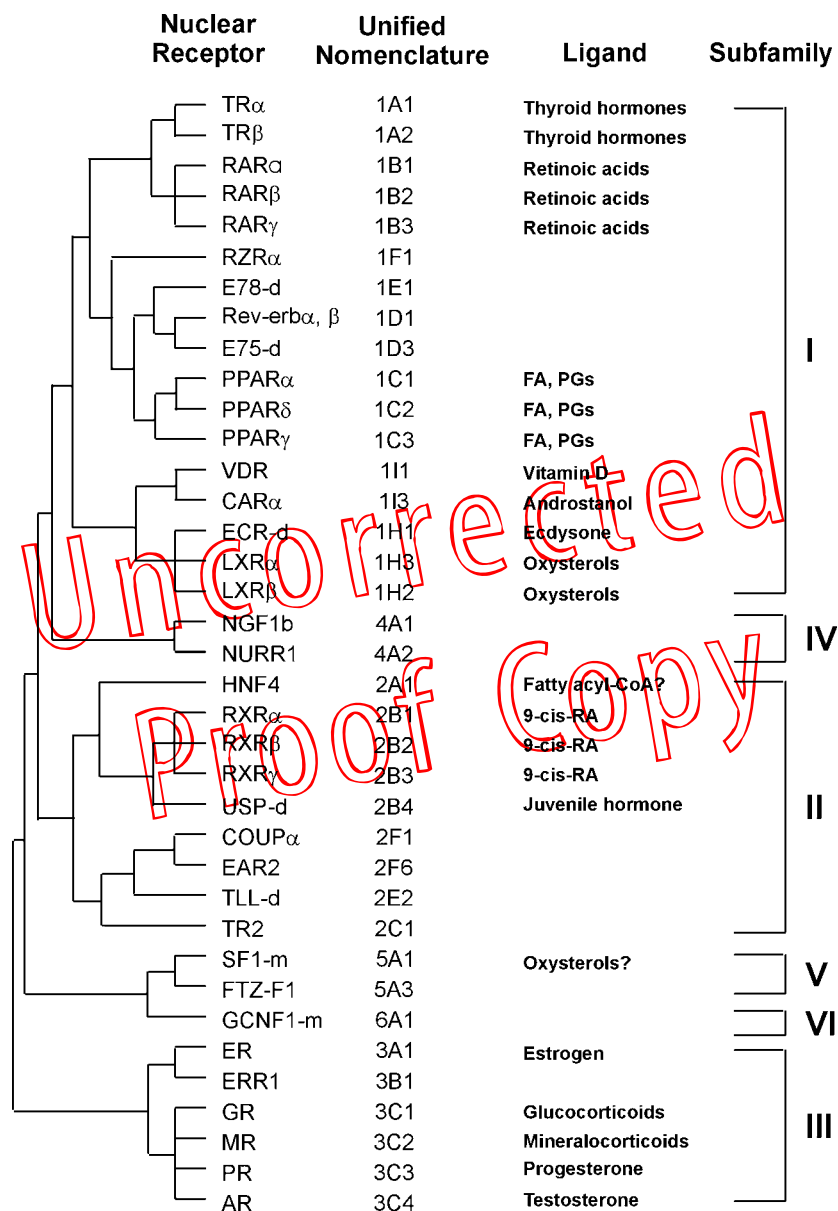 Nuclear Receptor Unified Nomenclature Ligand Subfamily
TRα 1A1 Thyroid hormones
TRβ 1A2 Thyroid hormones
RARα 1B1 Retinoic acids
RARβ 1B2 Retinoic acids
RARγ 1B3 Retinoic acids
RZRα 1F1
E78-d 1E1
Rev-erbα, β 1D1
E75-d 1D3
I
PPARα 1C1 FA, PGs
PPARδ 1C2 FA, PGs
PPARγ 1C3 FA, PGs
VDR 1I1 Vitamin D
CARα 1I3 Androstanol
ECR-d 1H1 Ecdysone
LXRα 1H3 Oxysterols
LXRβ 1H2 Oxysterols
NGF1b 4A1
IV
NURR1 4A2
HNF4 2A1 Fatty acyl-CoA?
RXRα 2B1 9-cis-RA
RXRβ 2B2 9-cis-RA
RXRγ 2B3 9-cis-RA
USP-d 2B4 Juvenile hormone
II
COUPα 2F1
EAR2 2F6
TLL-d 2E2
TR2 2C1
SF1-m 5A1 Oxysterols?
V
FTZ-F1 5A3
GCNF1-m 6A1
VI
ER 3A1 Estrogen
ERR1 3B1
GR 3C1 Glucocorticoids
III
MR 3C2 Mineralocorticoids
PR 3C3 Progesterone
AR 3C4 Testosterone
Uncorrected
Proof Copy